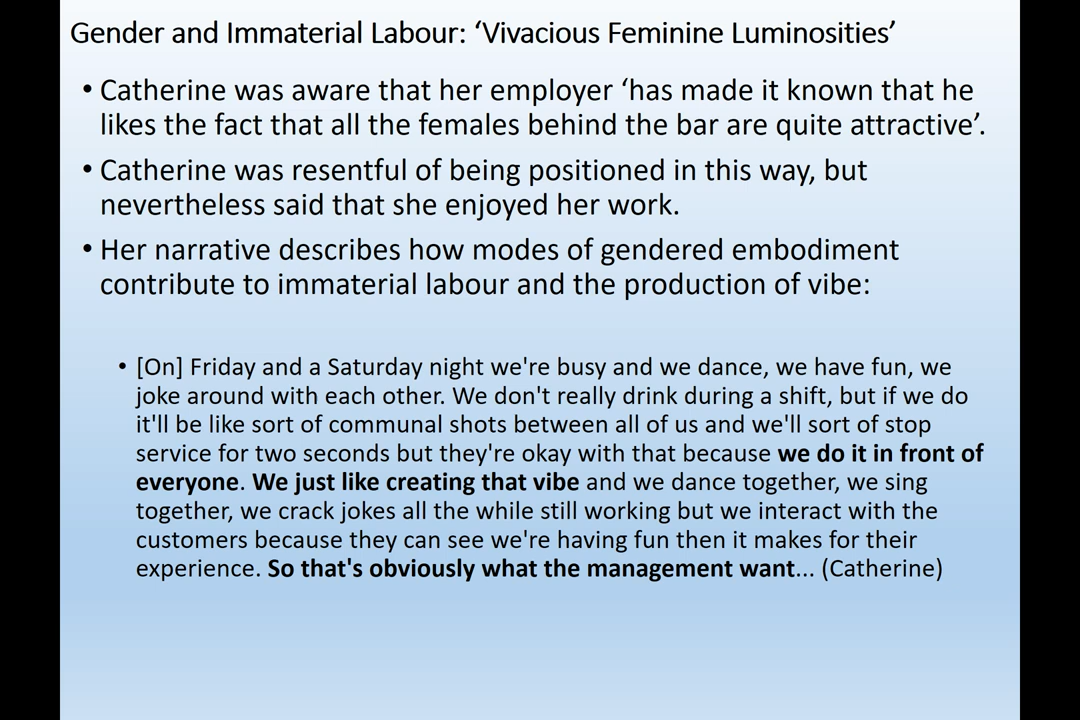 Gender and Immaterial Labour: ‘Vivacious Feminine Luminosities’
• Catherine was aware that her employer ‘has made it known that he
likes the fact that all the females behind the bar are quite attractive’.
• Catherine was resentful of being positioned in this way, but
nevertheless said that she enjoyed her work.
• Her narrative describes how modes of gendered embodiment
contribute to immaterial labour and the production of vibe:
• [On] Friday and a Saturday night we're busy and we dance, we have fun, we
joke around with each other. We don't really drink during a shift, but if we do
it'll be like sort of communal shots between all of us and we'll sort of stop
service for two seconds but they're okay with that because we do it in front of
everyone. We just like creating that vibe and we dance together, we sing
together, we crack jokes all the while still working but we interact with the
customers because they can see we're having fun then it makes for their
experience. So that's obviously what the management want... (Catherine)